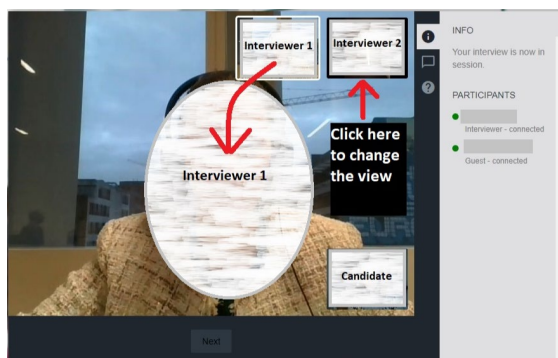 Interviewer 1
Interviewer 2
Click here
to change
the view
Interviewer 1
Candidate
Next
INFO
Your interview is now in
session.
PARTICIPANTS
Interviewer - connected
Guest - connected